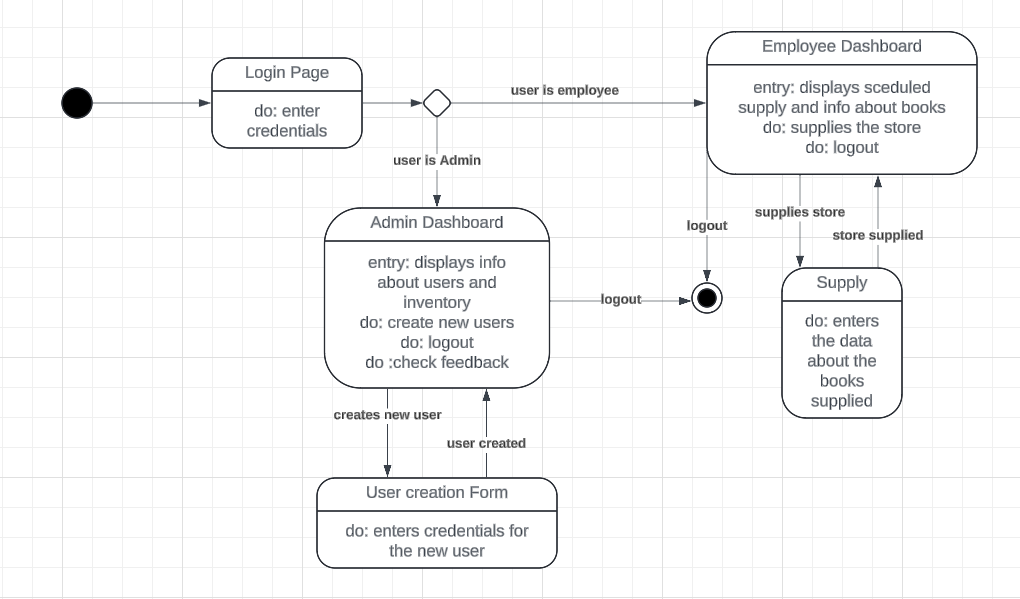 Login Page
do: enter
credentials
user is employee
Employee Dashboard
entry: displays sceduled
supply and info about books
do: supplies the store
do: logout
user is Admin
Admin Dashboard
entry: displays info
about users and
inventory
do: create new users
do: logout
do :check feedback
logout
logout
supplies store
store supplied
Supply
do: enters
the data
about the
books
supplied
creates new user
user created
User creation Form
do: enters credentials for
the new user